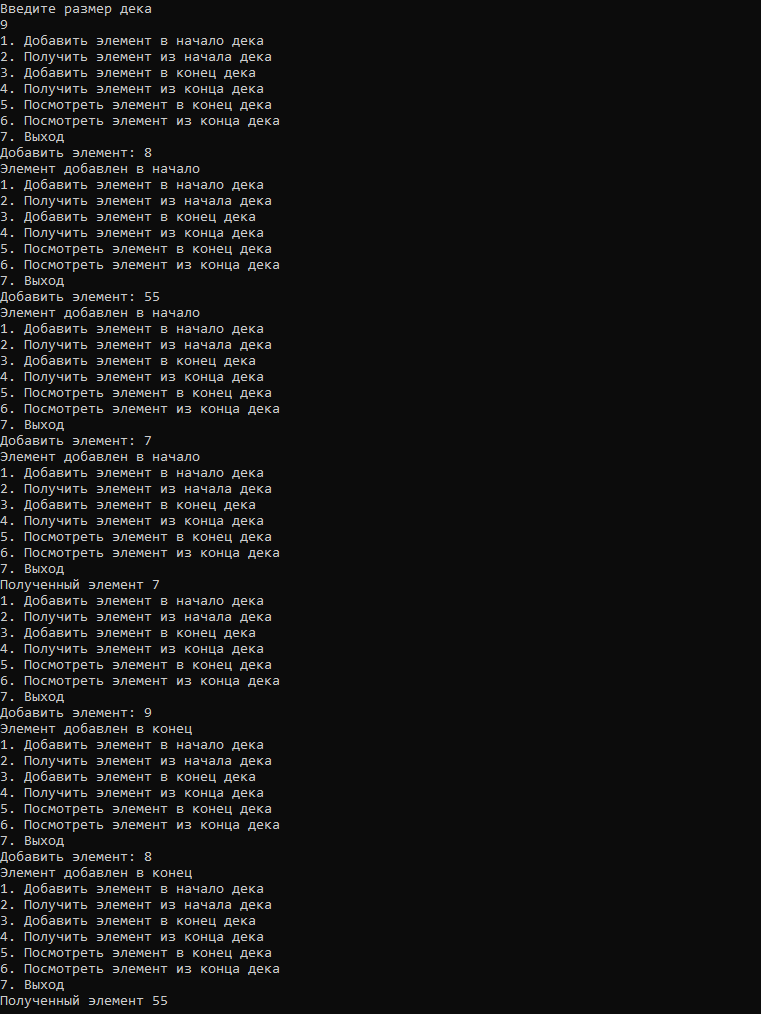 Введите размер дека
9
1. Добавить элемент в начало дека
2. Получить элемент из начала дека
3. Добавить элемент в конец дека
4. Получить элемент из конца дека
5. Посмотреть элемент в конец дека
6. Посмотреть элемент из конца дека
7. Выход
Добавить элемент: 8
Элемент добавлен в начало
1. Добавить элемент в начало дека
2. Получить элемент из начала дека
3. Добавить элемент в конец дека
4. Получить элемент из конца дека
5. Посмотреть элемент в конец дека
6. Посмотреть элемент из конца дека
7. Выход
Добавить элемент: 55
Элемент добавлен в начало
1. Добавить элемент в начало дека
2. Получить элемент из начала дека
3. Добавить элемент в конец дека
4. Получить элемент из конца дека
5. Посмотреть элемент в конец дека
6. Посмотреть элемент из конца дека
7. Выход
Добавить элемент: 7
Элемент добавлен в начало
1. Добавить элемент в начало дека
2. Получить элемент из начала дека
3. Добавить элемент в конец дека
4. Получить элемент из конца дека
5. Посмотреть элемент в конец дека
6. Посмотреть элемент из конца дека
7. Выход
Полученный элемент 7
1. Добавить элемент в начало дека
2. Получить элемент из начала дека
3. Добавить элемент в конец дека
4. Получить элемент из конца дека
5. Посмотреть элемент в конец дека
6. Посмотреть элемент из конца дека
7. Выход
Добавить элемент: 9
Элемент добавлен в конец
1. Добавить элемент в начало дека
2. Получить элемент из начала дека
3. Добавить элемент в конец дека
4. Получить элемент из конца дека
5. Посмотреть элемент в конец дека
6. Посмотреть элемент из конца дека
7. Выход
Добавить элемент: 8
Элемент добавлен в конец
1. Добавить элемент в начало дека
2. Получить элемент из начала дека
3. Добавить элемент в конец дека
4. Получить элемент из конца дека
5. Посмотреть элемент в конец дека
6. Посмотреть элемент из конца дека
7. Выход
Полученный элемент 55